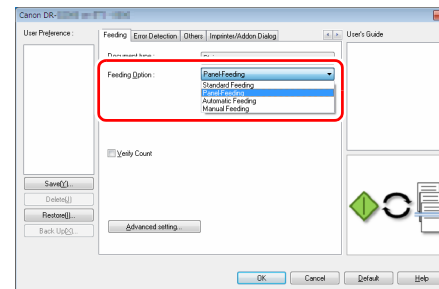 Canon DR-
User Preference :
Feeding Error Detection Others Imprinter/Addon Dialog
User's Guide
Document type :
Feeding Option :
Panel-Feeding
Standard Feeding
Panel-Feeding
Automatic Feeding
Manual Feeding
Verify Count
Save(Y)...
Delete(J)
Restore(I)...
Back Up(X)...
Advanced setting...
OK Cancel Default Help